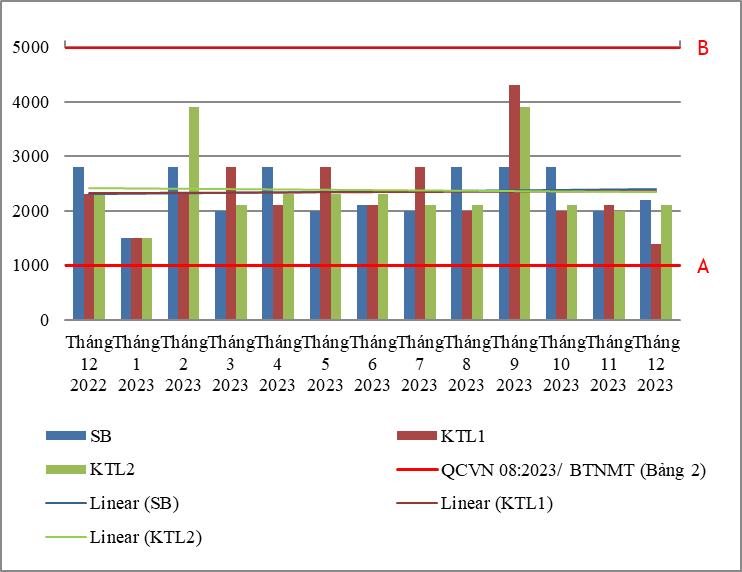 5000
B
4000
3000
2000
1000
A
0
Tháng Tháng Tháng Tháng Tháng Tháng Tháng Tháng Tháng Tháng Tháng Tháng Tháng
12 1 2 3 4 5 6 7 8 9 10 11 12
2022 2023 2023 2023 2023 2023 2023 2023 2023 2023 2023 2023 2023
SB
KTL1
KTL2
QCVN 08:2023/ BTNMT (Bảng 2)
Linear (SB)
Linear (KTL1)
Linear (KTL2)